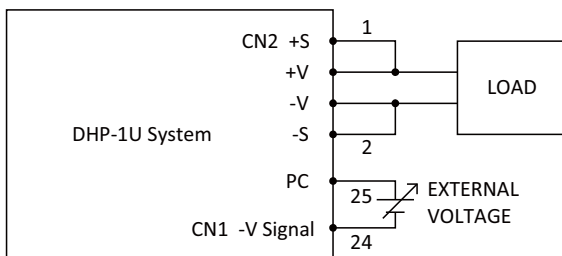 CN2 +S
1
+V
-V
LOAD
DHP-1U System
-S
2
PC
25
EXTERNAL
VOLTAGE
CN1 -V Signal
24